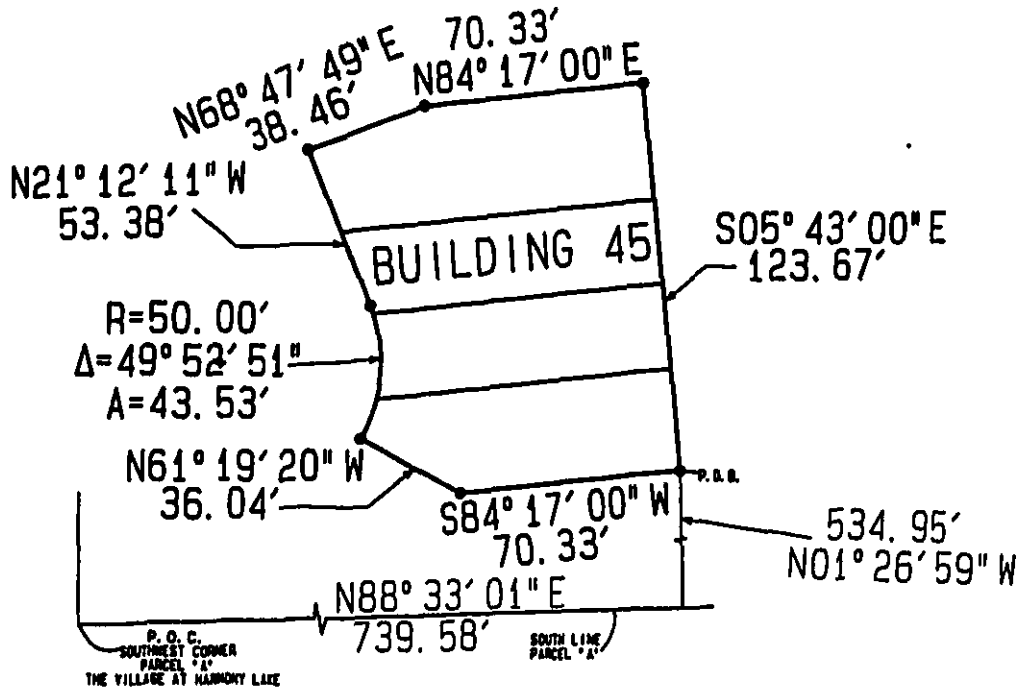 N68° 47′ 49" E
38. 46′
70. 33′
N84° 17′ 00" E
N21° 12′ 11" W
53. 38′
BUILDING 45
S05° 43′ 00" E
123. 67′
R=50. 00′
Δ=49° 52′ 51"
A=43. 53′
N61° 19′ 20" W
36. 04′
P. O. B.
S84° 17′ 00" W
70. 33′
534. 95′
N01° 26′ 59" W
N88° 33′ 01" E
739. 58′
P. O. C.
SOUTHWEST CORNER
PARCEL "A"
THE VILLAGE AT HARMONY LAKE
SOUTH LINE
PARCEL "A"